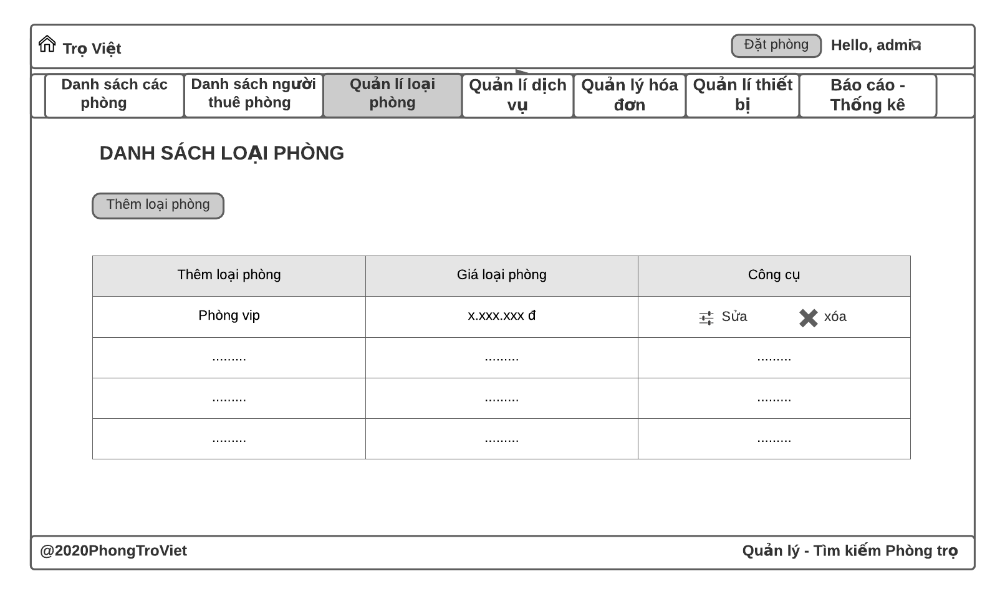 Trọ Việt
Đặt phòng
Hello, admin
Danh sách các
phòng
Danh sách người
thuê phòng
Quản lí loại
phòng
Quản lí dịch
vụ
Quản lý hóa
đơn
Quản lí thiết
bị
Báo cáo -
Thống kê
DANH SÁCH LOẠI PHÒNG
Thêm loại phòng
Thêm loại phòng
Giá loại phòng
Công cụ
Phòng vip
x.xxx.xxx đ
Sửa
xóa
......... ......... .........
......... ......... .........
......... ......... .........
@2020PhongTroViet
Quản lý - Tìm kiếm Phòng trọ